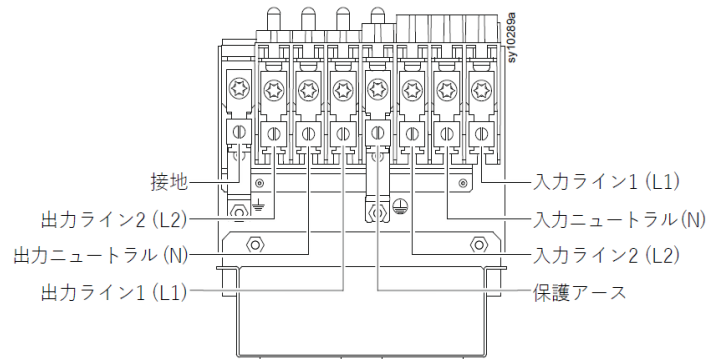 sy10289a
接地
出力ライン2 (L2)
出力ニュートラル (N)
出力ライン1 (L1)
入力ライン1 (L1)
入力ニュートラル (N)
入力ライン2 (L2)
保護アース